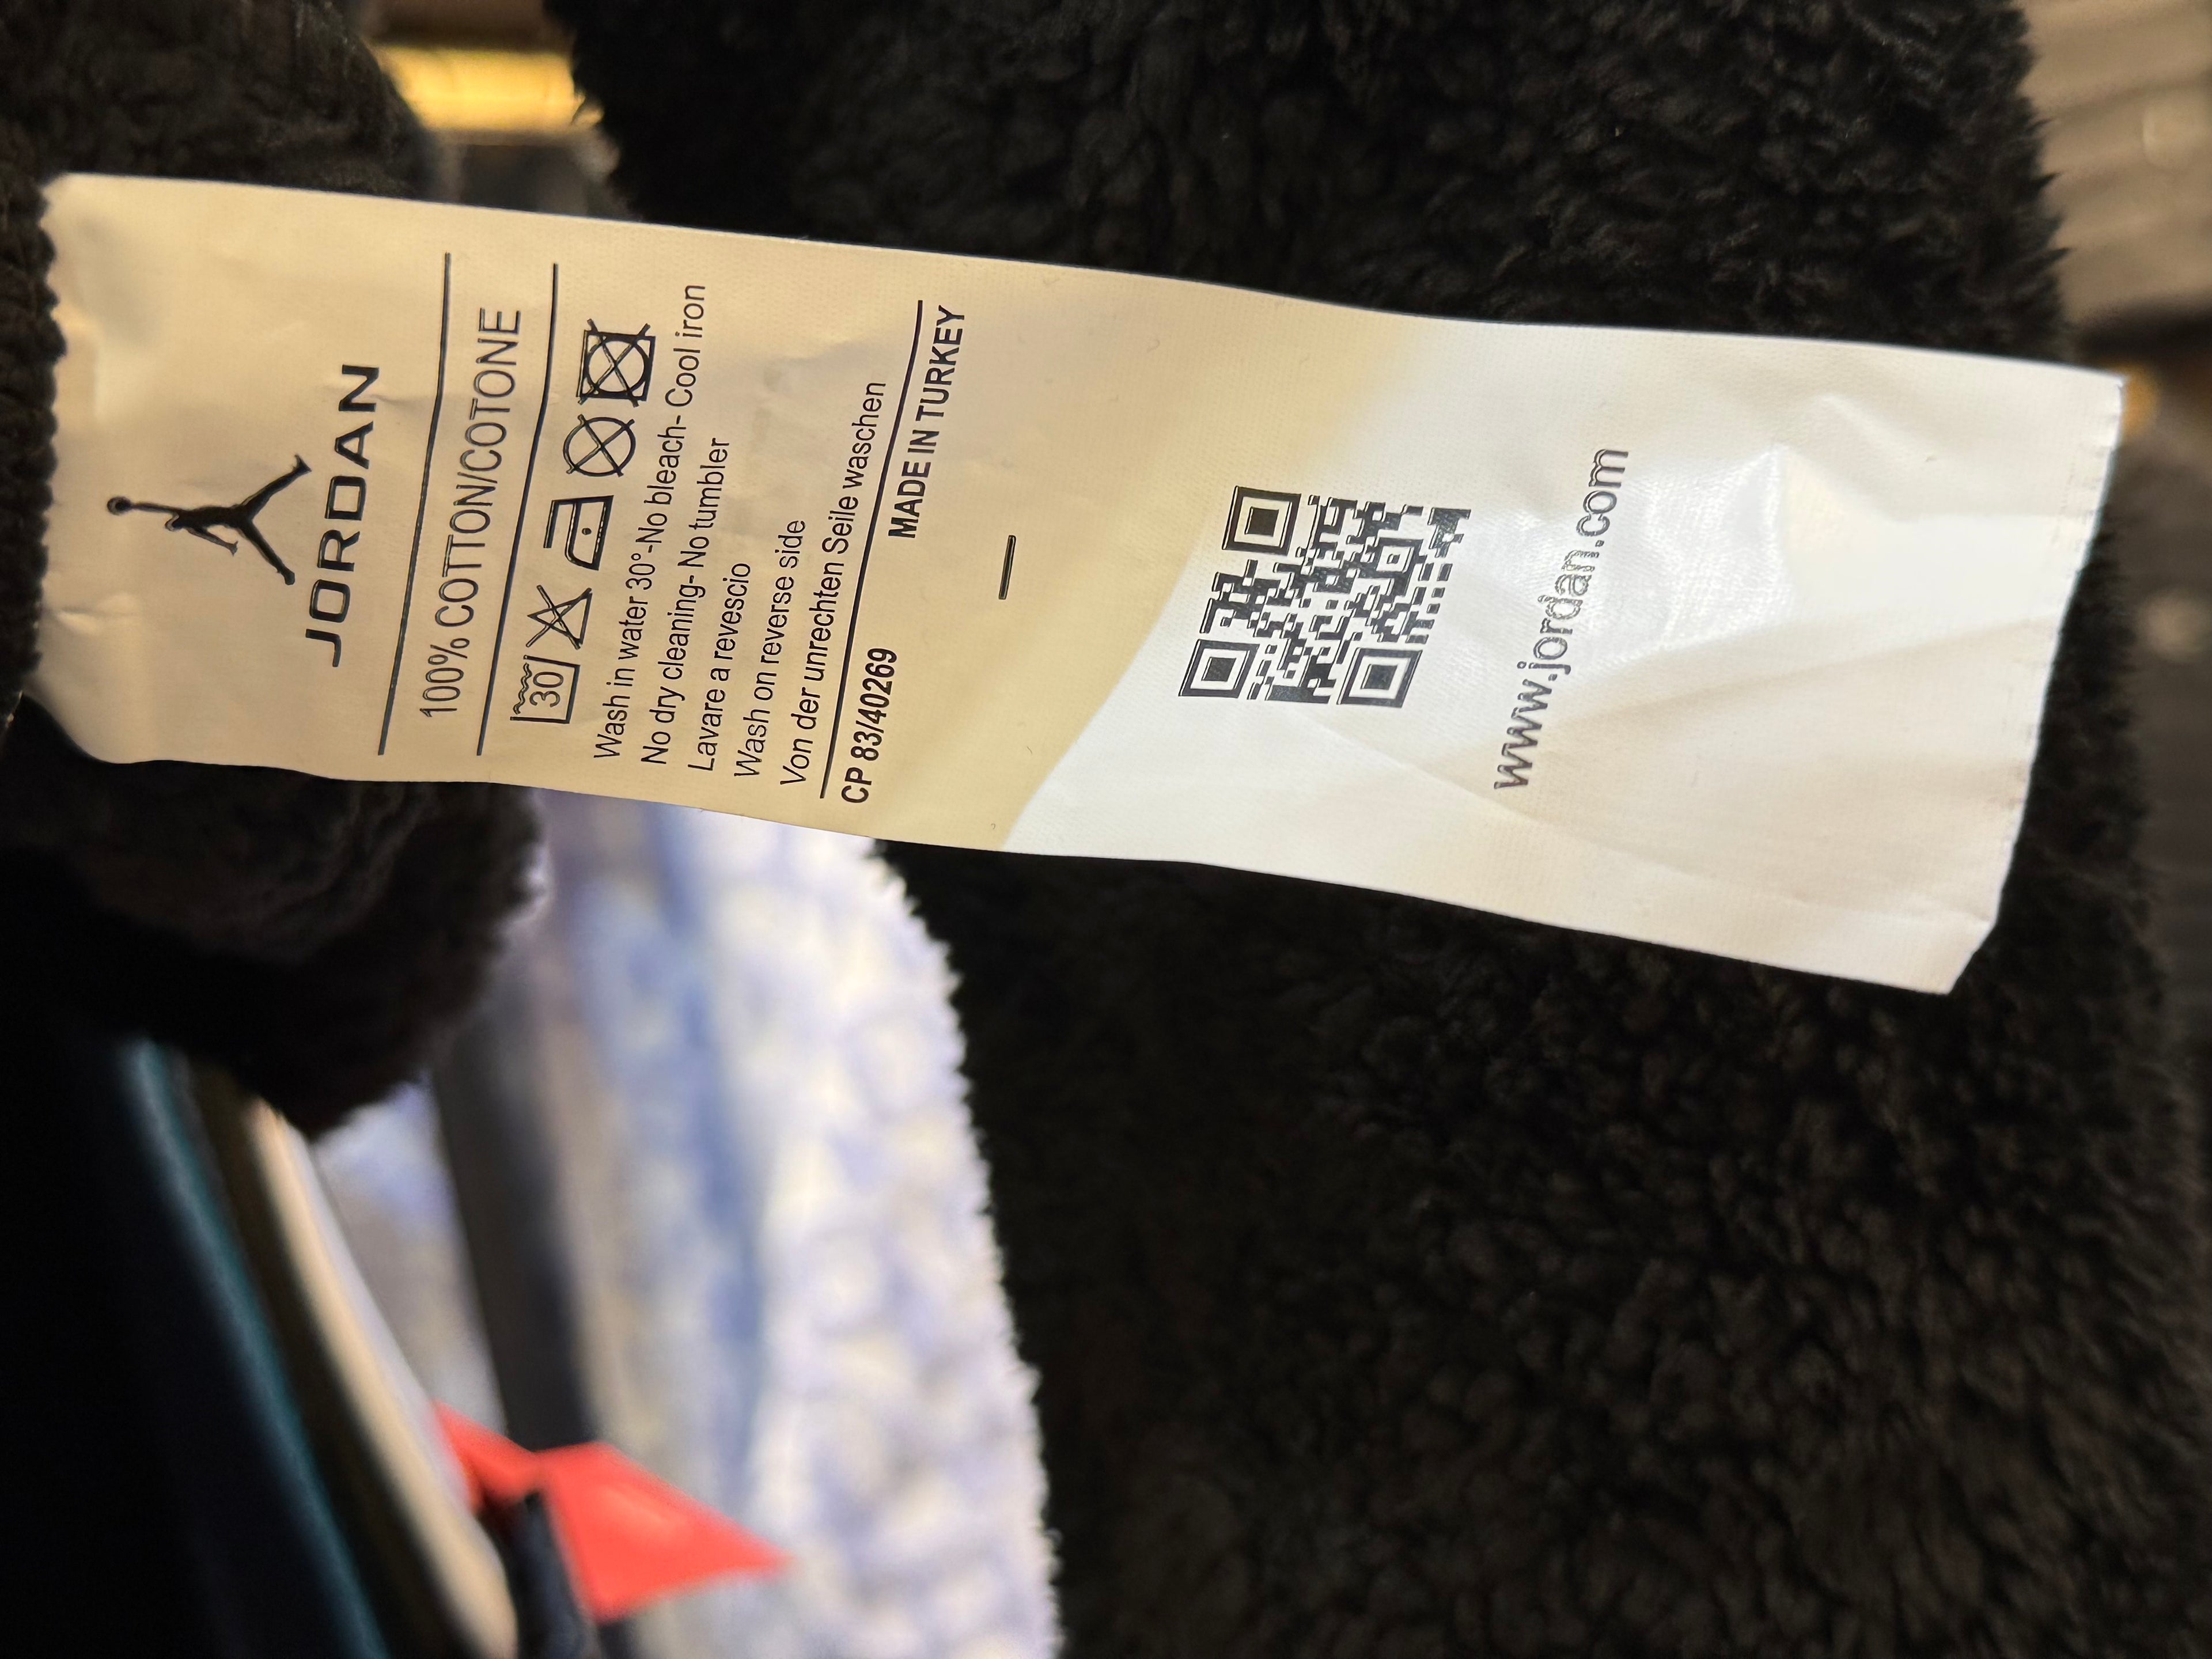 JORDAN
100% COTTON/COTONE
30
Wash in water 30°-No bleach- Cool iron
No dry cleaning- No tumbler
Lavare a revescio
Wash on reverse side
Von der unrechten Seile waschen
CP 83/40269
MADE IN TURKEY
www.jordan.com